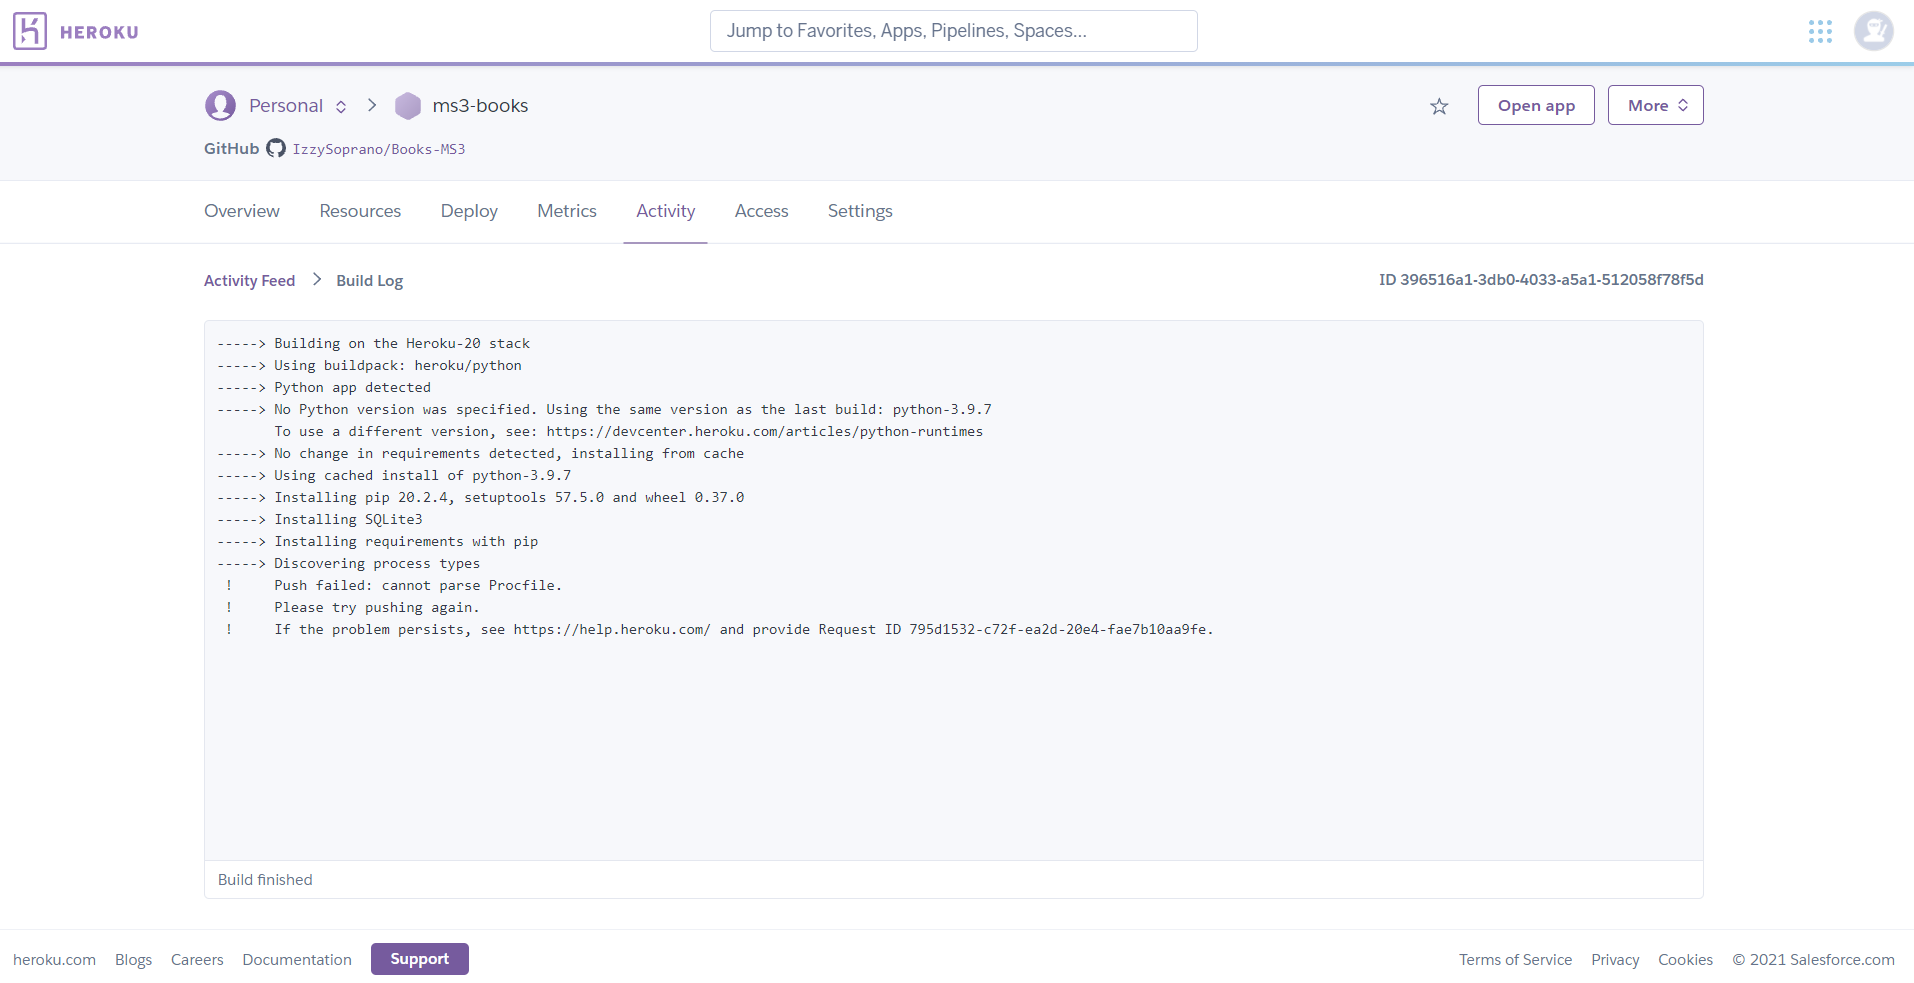 HEROKU
Jump to Favorites, Apps, Pipelines, Spaces...
Personal
ms3-books
Open app
More
GitHub IzzySoprano/Books-MS3
Overview Resources Deploy Metrics Activity Access Settings
Activity Feed Build Log
ID 396516a1-3db0-4033-a5a1-512058f78f5d
-----> Building on the Heroku-20 stack
-----> Using buildpack: heroku/python
-----> Python app detected
-----> No Python version was specified. Using the same version as the last build: python-3.9.7
To use a different version, see: https://devcenter.heroku.com/articles/python-runtimes
-----> No change in requirements detected, installing from cache
-----> Using cached install of python-3.9.7
-----> Installing pip 20.2.4, setuptools 57.5.0 and wheel 0.37.0
-----> Installing SQLite3
-----> Installing requirements with pip
-----> Discovering process types
! Push failed: cannot parse Procfile.
! Please try pushing again.
! If the problem persists, see https://help.heroku.com/ and provide Request ID 795d1532-c72f-ea2d-20e4-fae7b10aa9fe.
Build finished
heroku.com Blogs Careers Documentation Support
Terms of Service Privacy Cookies © 2021 Salesforce.com